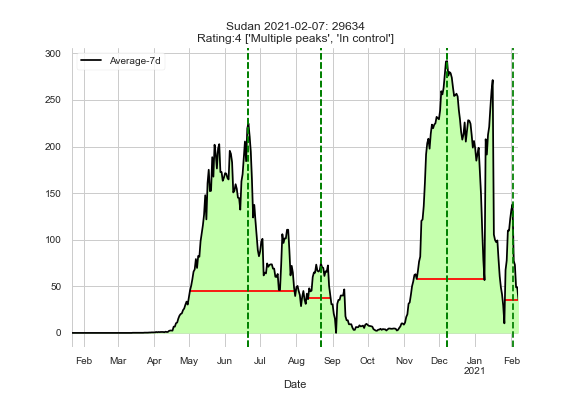 Sudan 2021-02-07: 29634
Rating:4 ['Multiple peaks', 'In control']
Average-7d
300
250
200
150
100
50
0
Feb Mar Apr May Jun Jul Aug Sep Oct Nov Dec Jan Feb
2021
Date